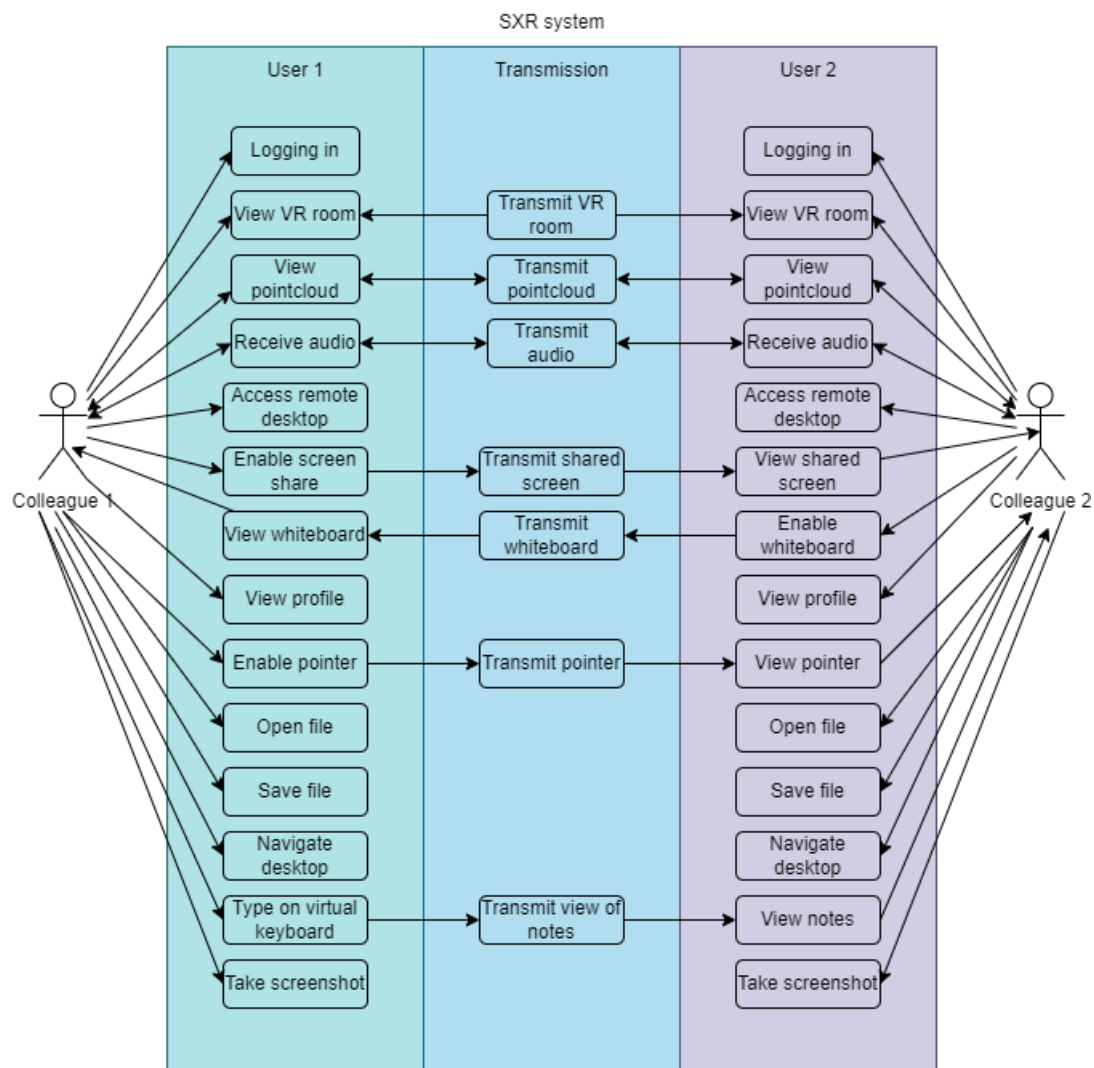 SXR system
User 1
Transmission
User 2
Logging in
Logging in
View VR room
Transmit VR
room
View VR room
View
pointcloud
Transmit
pointcloud
View
pointcloud
Receive audio
Transmit
audio
Receive audio
Access remote
desktop
Access remote
desktop
Enable screen
share
Transmit shared
screen
View shared
screen
Colleague 1
Colleague 2
View whiteboard
Transmit
whiteboard
Enable
whiteboard
View profile
View profile
Enable pointer
Transmit pointer
View pointer
Open file
Open file
Save file
Save file
Navigate
desktop
Navigate
desktop
Type on virtual
keyboard
Transmit view of
notes
View notes
Take screenshot
Take screenshot